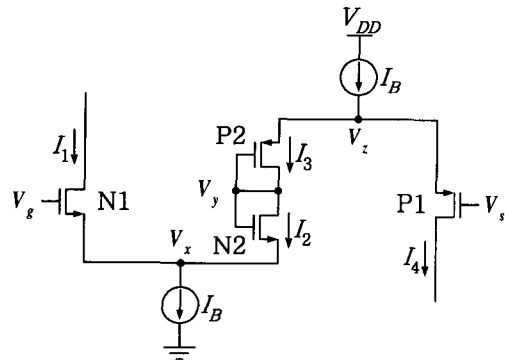 V_DD
I_B
P2
V_z
I_1
I_3
V_g
N1
V_y
P1
V_s
N2
I_2
V_x
I_4
I_B